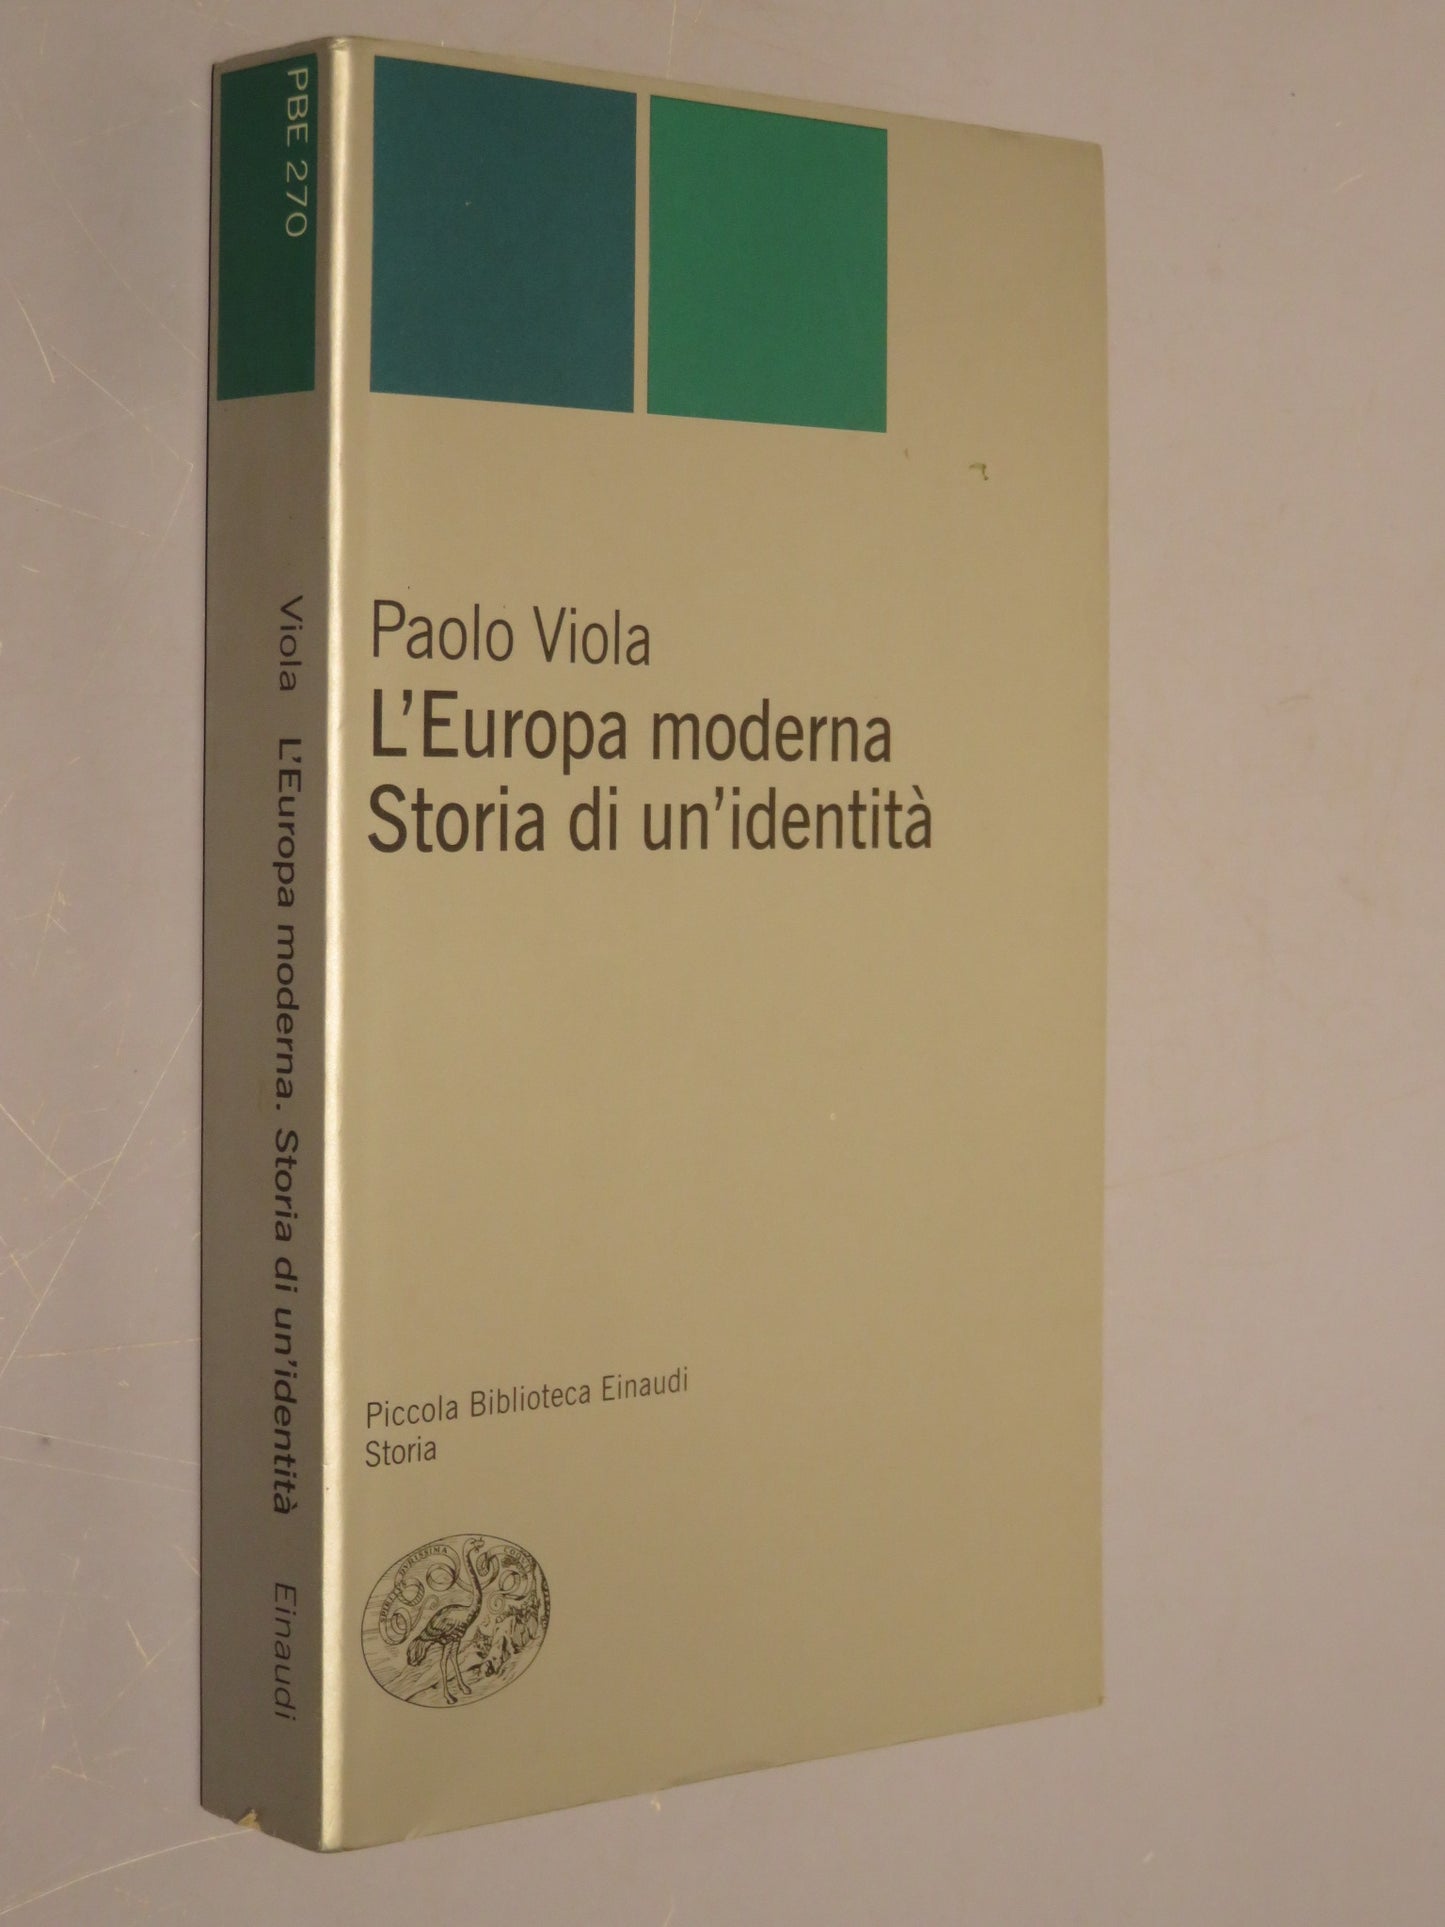 PBE 270
Viola L'Europa moderna. Storia di un'identità Einaudi
Paolo Viola
L'Europa moderna
Storia di un'identità
Piccola Biblioteca Einaudi
Storia
DVRISSIMA